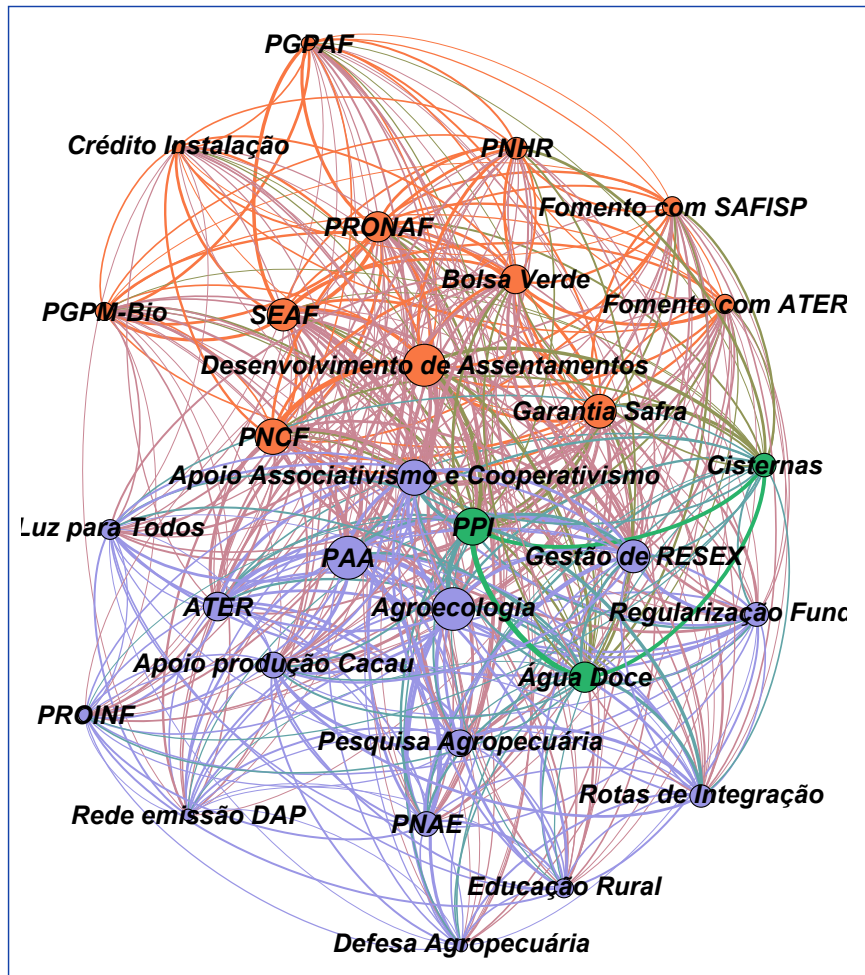 PGPAF
Crédito Instalação
PNHR
Fomento com SAFISP
PRONAF
Bolsa Verde
Fomento com ATER
PGPM-Bio
SEAF
Desenvolvimento de Assentamentos
Garantia Safra
PNCF
Apoio Associativismo e Cooperativismo
Cisternas
Luz para Todos
PPI
PAA
Gestão de RESEX
ATER
Agroecologia
Regularização Fund
Apoio produção Cacau
Água Doce
PROINF
Pesquisa Agropecuária
Rotas de Integração
Rede emissão DAP
PNAE
Educação Rural
Defesa Agropecuária